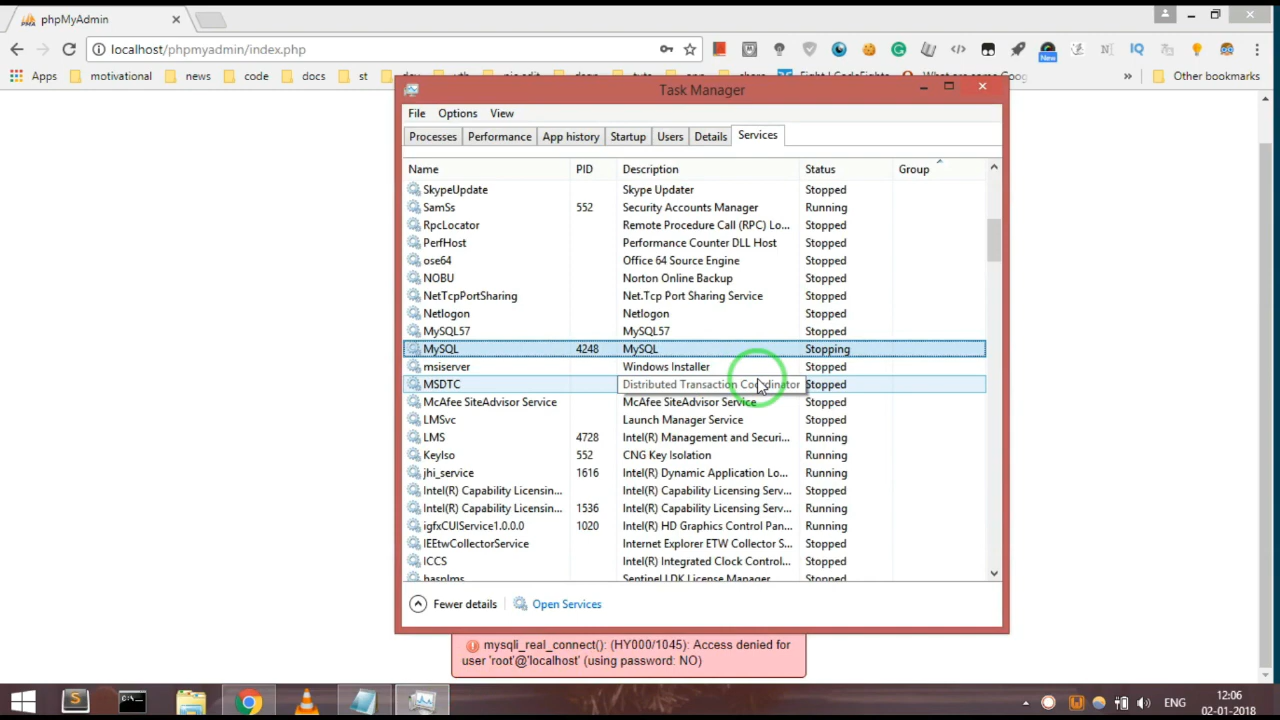 phpMyAdmin
localhost/phpmyadmin/index.php
New
Apps motivational news code docs st Other bookmarks
Task Manager
File Options View
Processes Performance App history Startup Users Details Services
Name PID Description Status Group
SkypeUpdate Skype Updater Stopped
SamSs 552 Security Accounts Manager Running
RpcLocator Remote Procedure Call (RPC) Lo... Stopped
PerfHost Performance Counter DLL Host Stopped
ose64 Office 64 Source Engine Stopped
NOBU Norton Online Backup Stopped
NetTcpPortSharing Net.Tcp Port Sharing Service Stopped
Netlogon Netlogon Stopped
MySQL57 MySQL57 Stopped
MySQL 4248 MySQL Stopping
msiserver Windows Installer Stopped
MSDTC Distributed Transaction Coordinator Stopped
McAfee SiteAdvisor Service McAfee SiteAdvisor Service Stopped
LMSvc Launch Manager Service Stopped
LMS 4728 Intel(R) Management and Securi... Running
KeyIso 552 CNG Key Isolation Running
jhi_service 1616 Intel(R) Dynamic Application Lo... Running
Intel(R) Capability Licensin... Intel(R) Capability Licensing Serv... Stopped
Intel(R) Capability Licensin... 1536 Intel(R) Capability Licensing Serv... Running
igfxCUIService1.0.0.0 1020 Intel(R) HD Graphics Control Pan... Running
IEEtwCollectorService Internet Explorer ETW Collector S... Stopped
ICCS Intel(R) Integrated Clock Control... Stopped
hasplms Sentinel LDK License Manager Stopped
Fewer details Open Services
mysqli_real_connect(): (HY000/1045): Access denied for
user 'root'@'localhost' (using password: NO)
ENG
12:06
02-01-2018